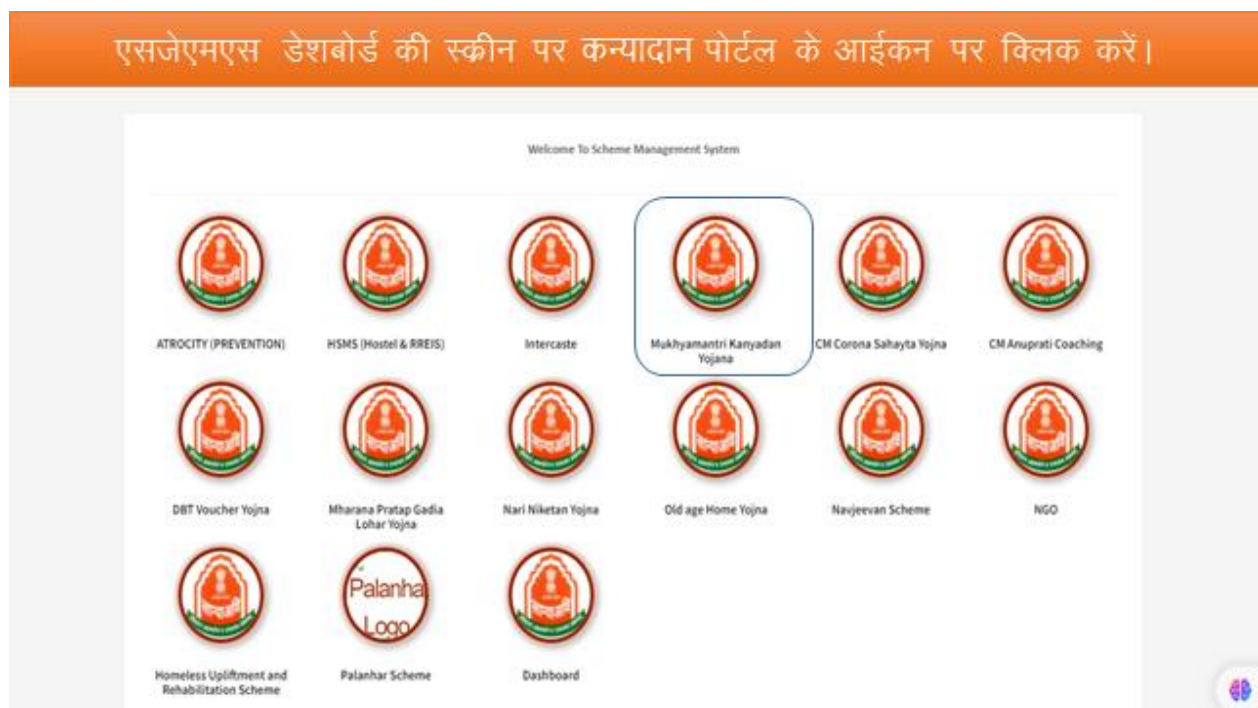 एसजेएमएस डेशबोर्ड की स्क्रीन पर कन्यादान पोर्टल के आईकन पर क्लिक करें।
Welcome To Scheme Management System
ATROCITY (PREVENTION)
HSMS (Hostel & RREIS)
Intercaste
Mukhyamantri Kanyadan
Yojana
CM Corona Sahayta Yojna
CM Anuprati Coaching
DBT Voucher Yojna
Mharana Pratap Gadia
Lohar Yojna
Nari Niketan Yojna
Old age Home Yojna
Navjeevan Scheme
NGO
Homeless Upliftment and
Rehabilitation Scheme
Palanha
Logo
Palanhar Scheme
Dashboard